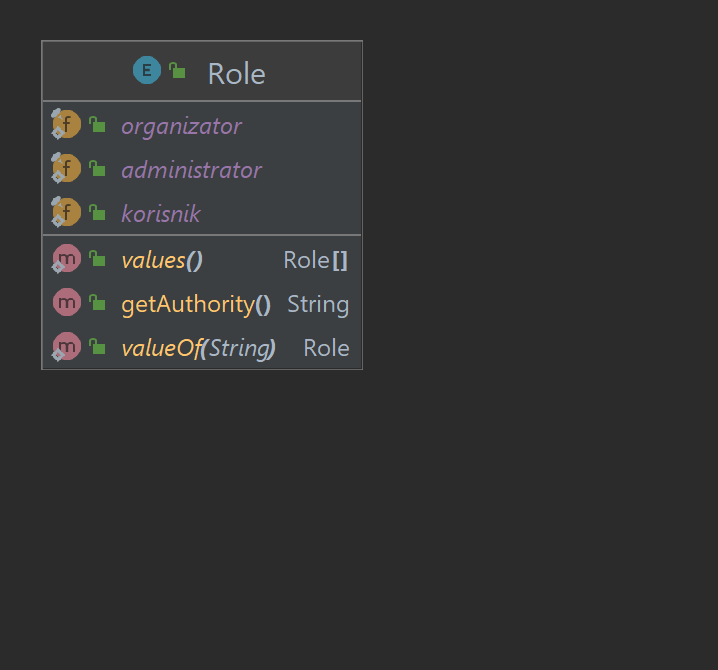 E Role
f organizator
f administrator
f korisnik
m values() Role[]
m getAuthority() String
m valueOf(String) Role